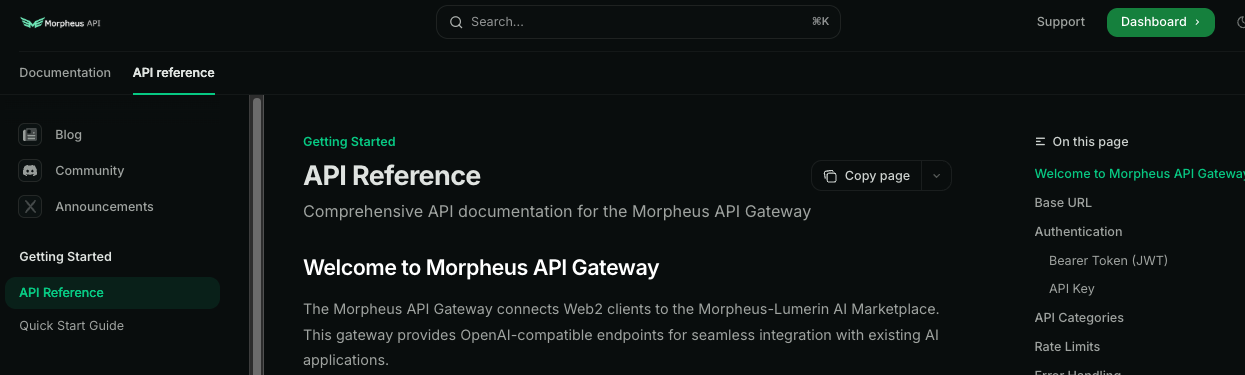 Morpheus API
Search...
⌘K
Support
Dashboard ›
Documentation
API reference
Blog
Community
Announcements
Getting Started
API Reference
Quick Start Guide
Getting Started
API Reference
Copy page
Comprehensive API documentation for the Morpheus API Gateway
Welcome to Morpheus API Gateway
The Morpheus API Gateway connects Web2 clients to the Morpheus-Lumerin AI Marketplace.
This gateway provides OpenAI-compatible endpoints for seamless integration with existing AI
applications.
On this page
Welcome to Morpheus API Gateway
Base URL
Authentication
Bearer Token (JWT)
API Key
API Categories
Rate Limits
Error Handling